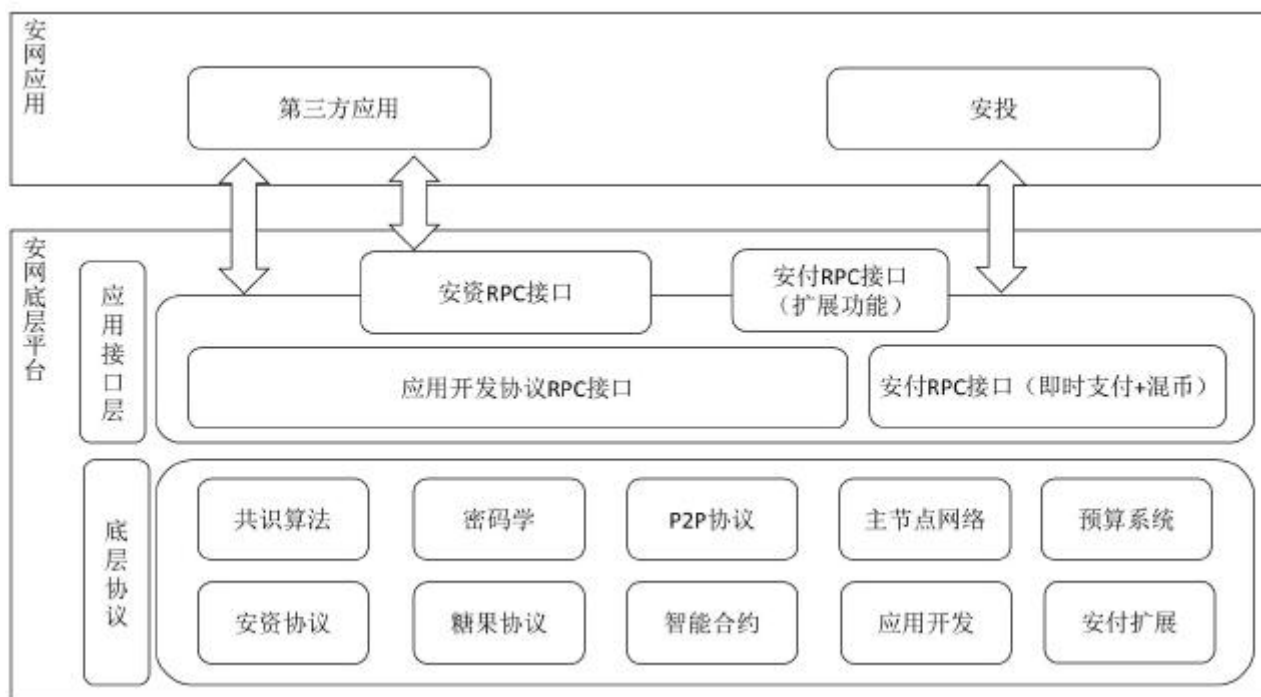 安网应用
第三方应用
安投
安网底层平台
应用接口层
安资RPC接口
安付RPC接口
（扩展功能）
应用开发协议RPC接口
安付RPC接口（即时支付+混币）
底层协议
共识算法
密码学
P2P协议
主节点网络
预算系统
安资协议
糖果协议
智能合约
应用开发
安付扩展